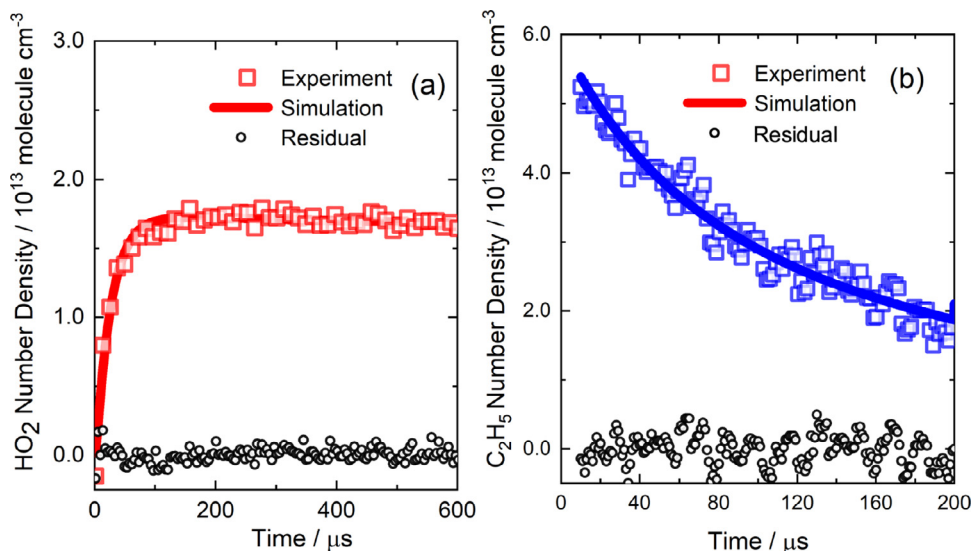 HO2 Number Density / 10^13 molecule cm^-3
3.0
2.0
1.0
0.0
Experiment
Simulation
Residual
(a)
0
200
400
600
Time / μs
C2H5 Number Density / 10^13 molecule cm^-3
6.0
4.0
2.0
0.0
Experiment
Simulation
Residual
(b)
0
40
80
120
160
200
Time / μs